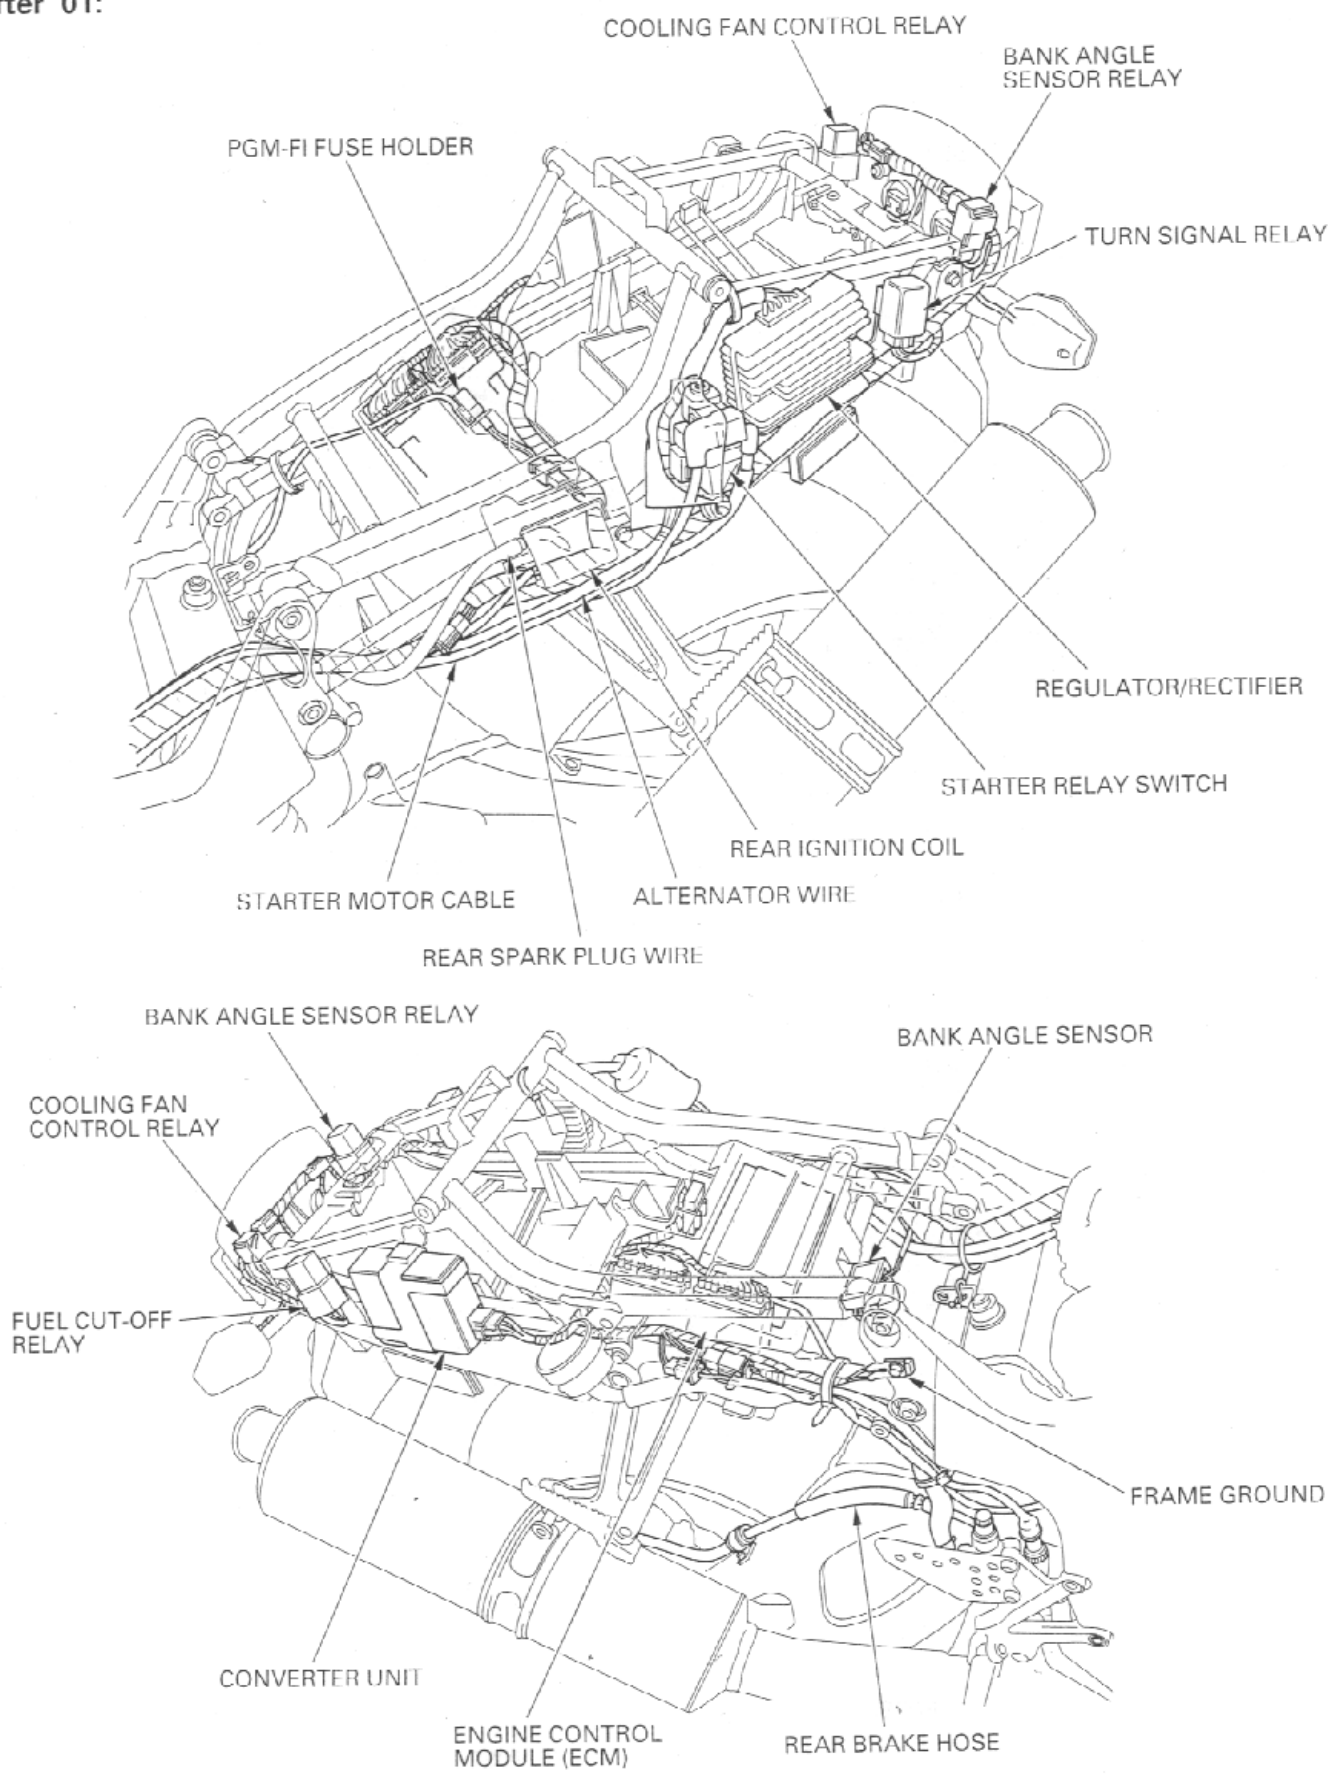 01:
COOLING FAN CONTROL RELAY
BANK ANGLE
SENSOR RELAY
PGM-FI FUSE HOLDER
TURN SIGNAL RELAY
REGULATOR/RECTIFIER
STARTER RELAY SWITCH
REAR IGNITION COIL
ALTERNATOR WIRE
STARTER MOTOR CABLE
REAR SPARK PLUG WIRE
BANK ANGLE SENSOR RELAY
BANK ANGLE SENSOR
COOLING FAN
CONTROL RELAY
FUEL CUT-OFF
RELAY
FRAME GROUND
CONVERTER UNIT
ENGINE CONTROL
MODULE (ECM)
REAR BRAKE HOSE